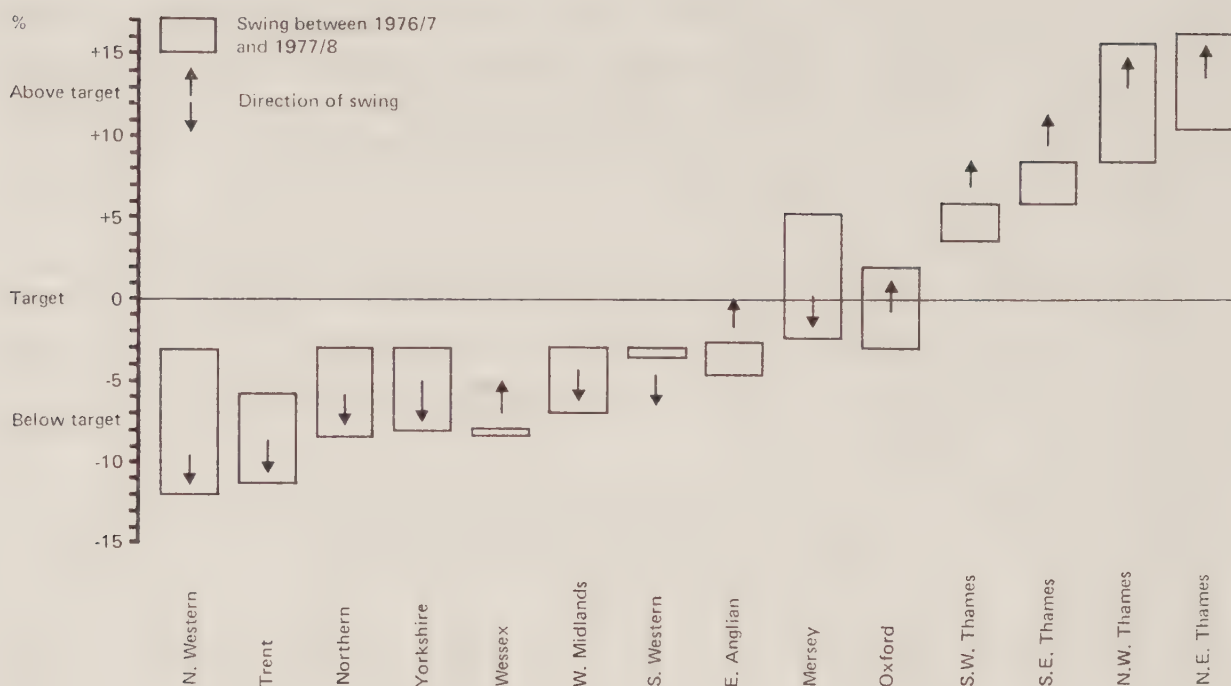 %
Swing between 1976/7
and 1977/8
+15
Above target
Direction of swing
+10
+5
Target
0
-5
Below target
-10
-15
N. Western
Trent
Northern
Yorkshire
Wessex
W. Midlands
S. Western
E. Anglian
Mersey
Oxford
S.W. Thames
S.E. Thames
N.W. Thames
N.E. Thames